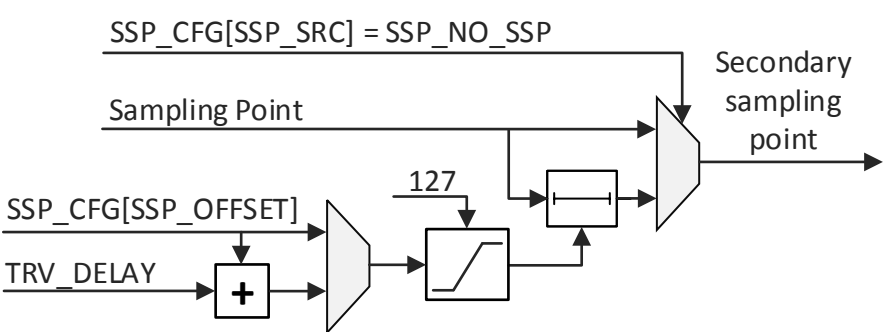 SSP_CFG[SSP_SRC] = SSP_NO_SSP
Secondary
sampling
point
Sampling Point
127
SSP_CFG[SSP_OFFSET]
TRV_DELAY
+